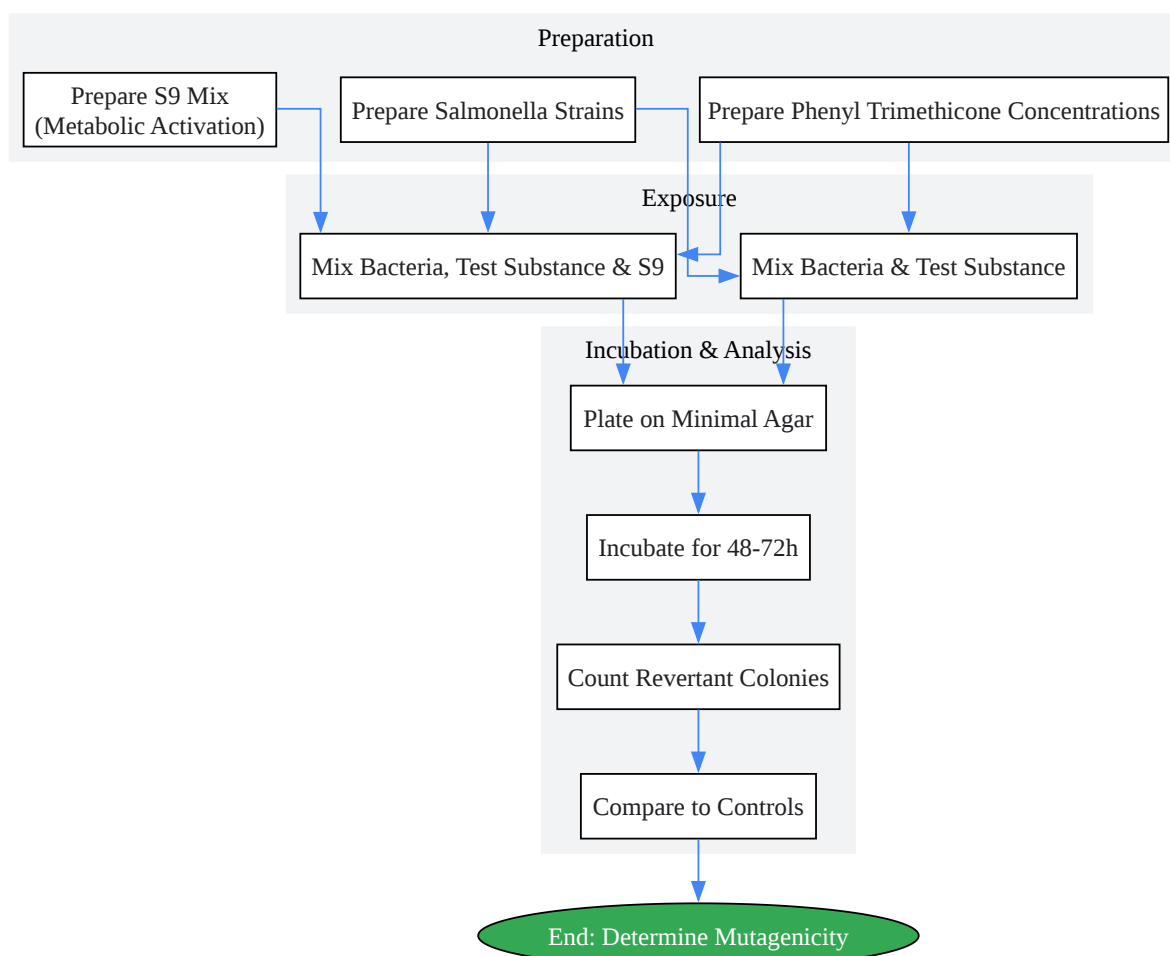 Preparation
Prepare S9 Mix
(Metabolic Activation)
Prepare Salmonella Strains
Prepare Phenyl Trimethicone Concentrations
Exposure
Mix Bacteria, Test Substance & S9
Mix Bacteria & Test Substance
Incubation & Analysis
Plate on Minimal Agar
Incubate for 48-72h
Count Revertant Colonies
Compare to Controls
End: Determine Mutagenicity